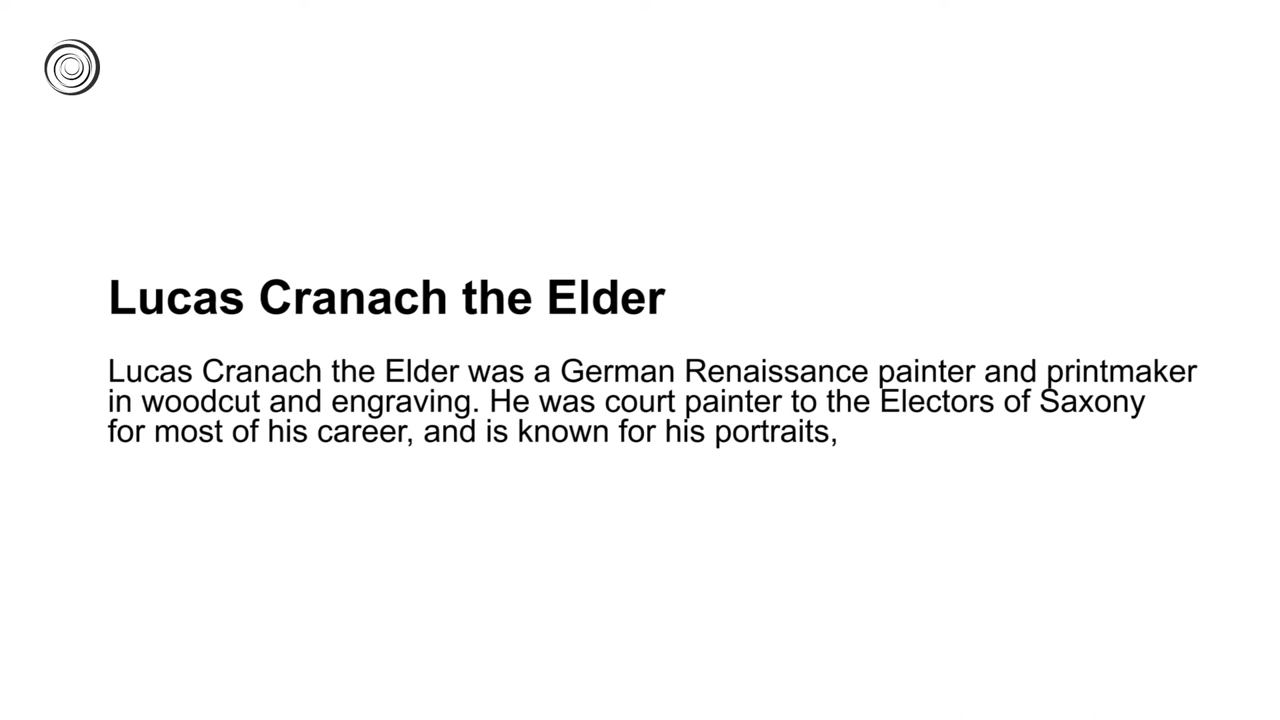 Lucas Cranach the Elder
Lucas Cranach the Elder was a German Renaissance painter and printmaker
in woodcut and engraving. He was court painter to the Electors of Saxony
for most of his career, and is known for his portraits,